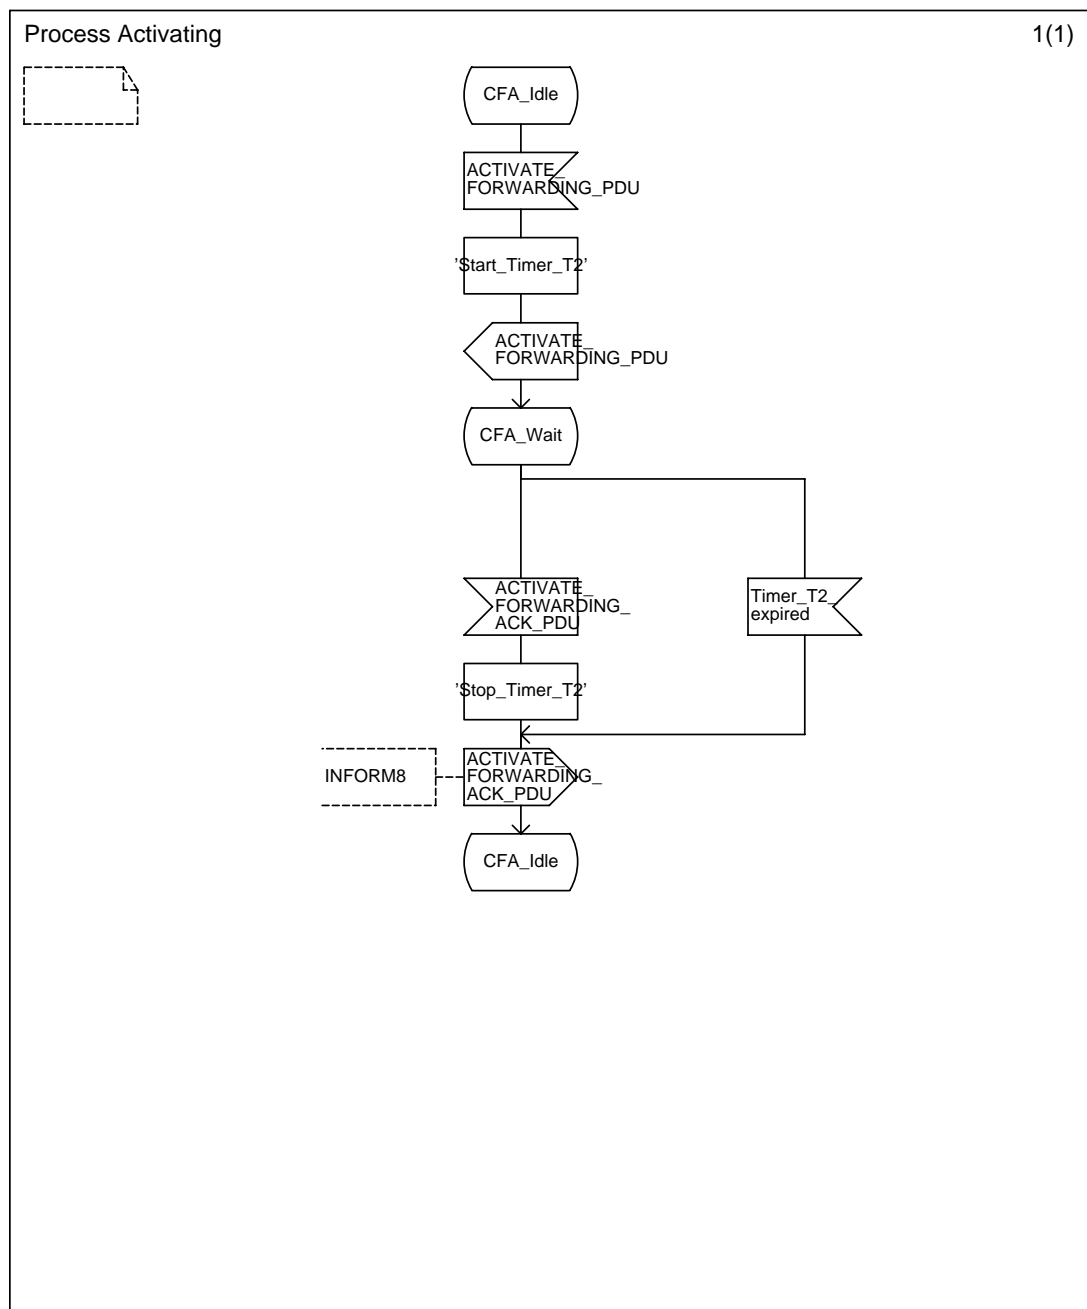 Process Activating
1(1)
CFA_Idle
ACTIVATE_
FORWARDING_PDU
'Start_Timer_T2'
ACTIVATE_
FORWARDING_PDU
CFA_Wait
ACTIVATE_
FORWARDING_
ACK_PDU
Timer_T2_
expired
'Stop_Timer_T2'
INFORM8
ACTIVATE_
FORWARDING_
ACK_PDU
CFA_Idle